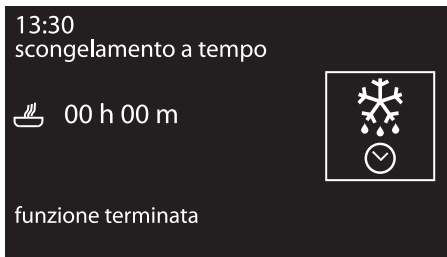 13:30
scongelamento a tempo
00 h 00 m
funzione terminata